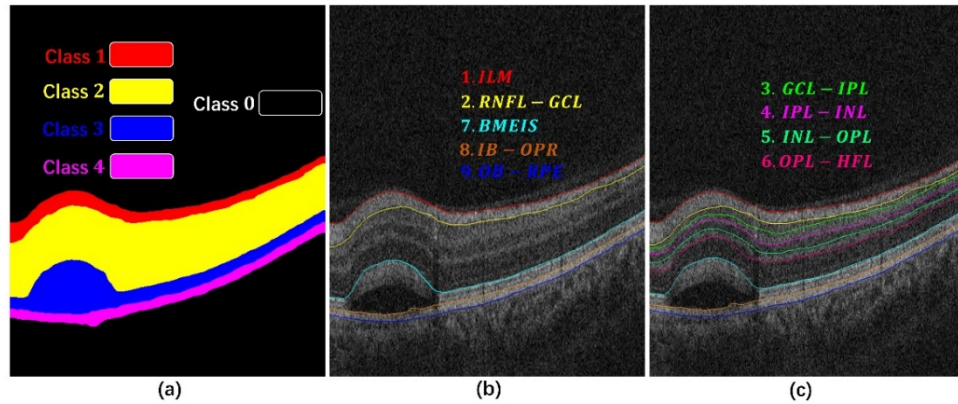 Class 1
Class 2
Class 0
Class 3
Class 4
1. ILM
2. RNFL – GCL
7. BMEIS
8. IB – OPR
9. OB – RPE
3. GCL – IPL
4. IPL – INL
5. INL – OPL
6. OPL – HFL
(a)
(b)
(c)